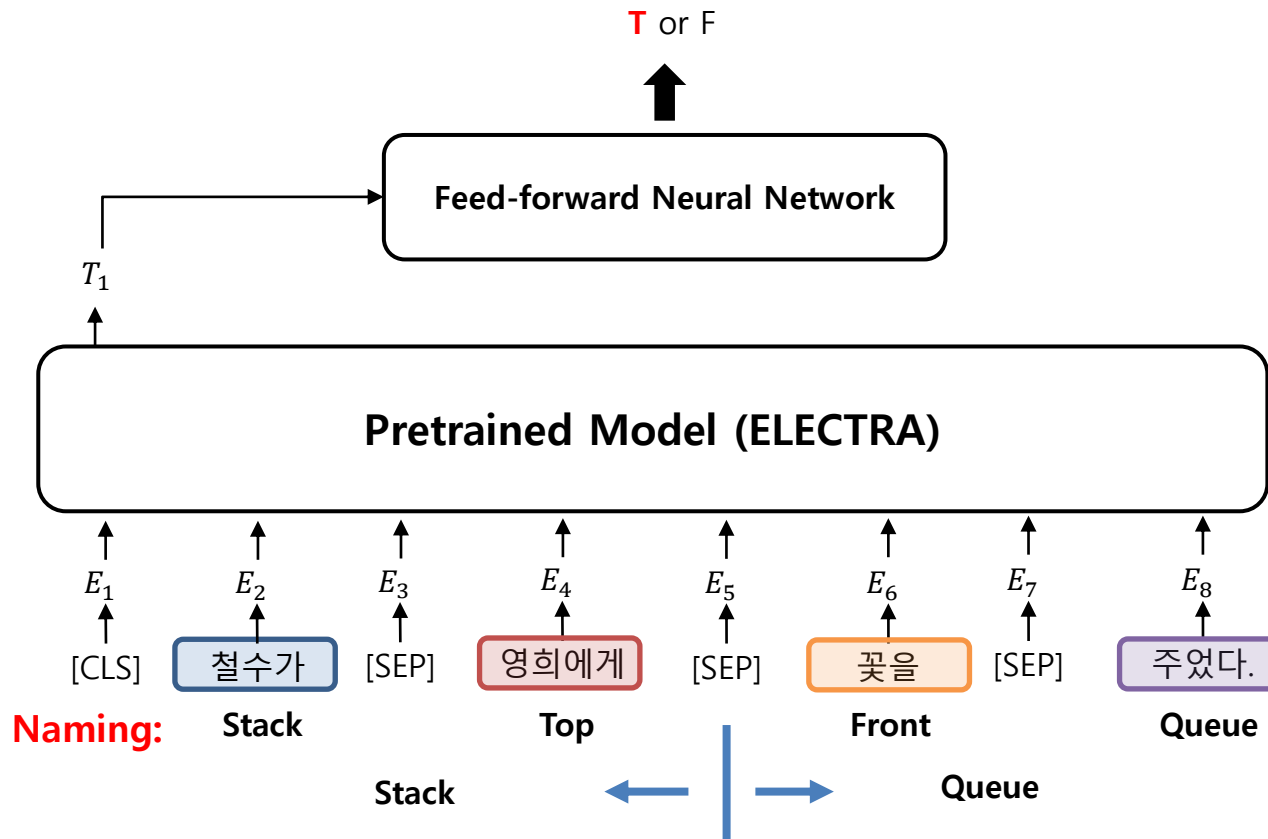 T or F
Feed-forward Neural Network
T₁
Pretrained Model (ELECTRA)
E₁ E₂ E₃ E₄ E₅ E₆ E₇ E₈
[CLS] 철수가 [SEP] 영희에게 [SEP] 꽃을 [SEP] 주었다.
Naming: Stack Top Front Queue
Stack Queue